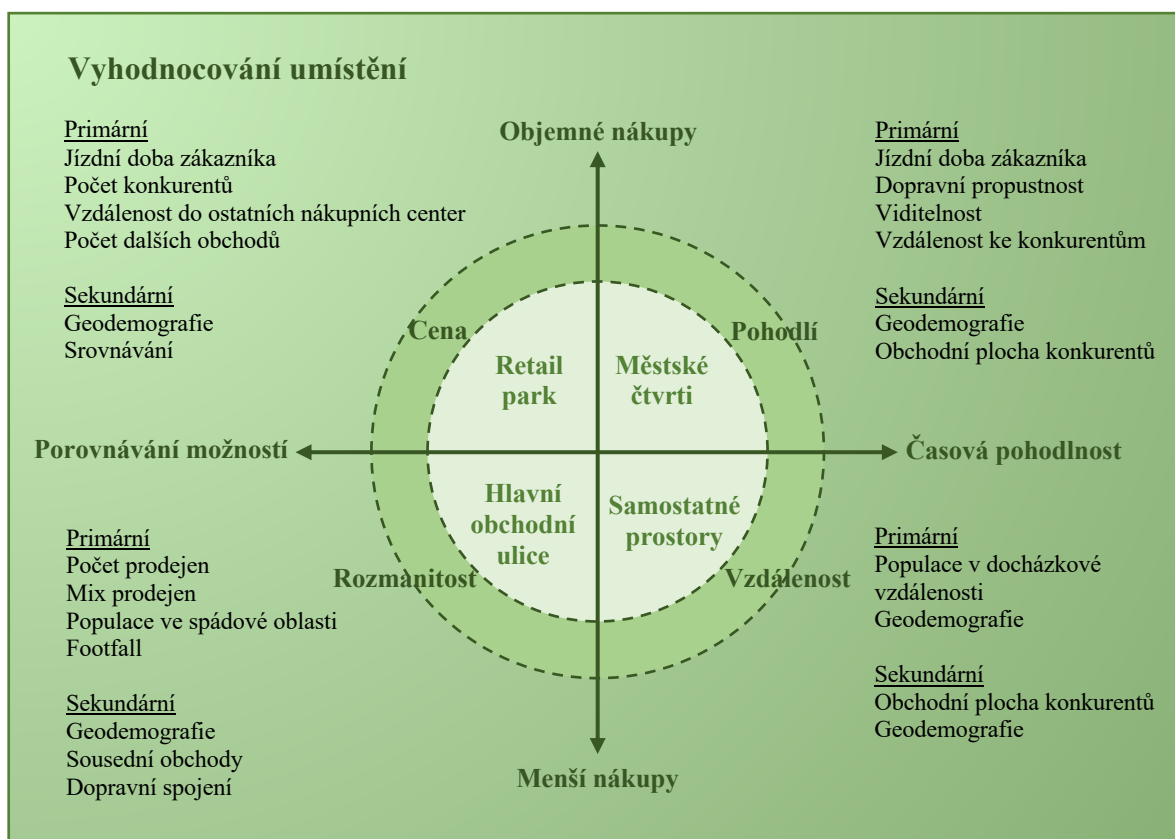 Vyhodnocování umístění
Primární
Jízdní doba zákazníka
Počet konkurentů
Vzdálenost do ostatních nákupních center
Počet dalších obchodů
Sekundární
Geodemografie
Srovnávání
Objemné nákupy
Primární
Jízdní doba zákazníka
Dopravní propustnost
Viditelnost
Vzdálenost ke konkurentům
Sekundární
Geodemografie
Obchodní plocha konkurentů
Cena
Pohodlí
Retail
park
Městské
čtvrti
Porovnávání možností
Časová pohodlnost
Hlavní
obchodní
ulice
Samostatné
prostory
Rozmanitost
Vzdálenost
Primární
Počet prodejen
Mix prodejen
Populace ve spádové oblasti
Footfall
Sekundární
Geodemografie
Sousední obchody
Dopravní spojení
Menší nákupy
Primární
Populace v docházkové
vzdálenosti
Geodemografie
Sekundární
Obchodní plocha konkurentů
Geodemografie